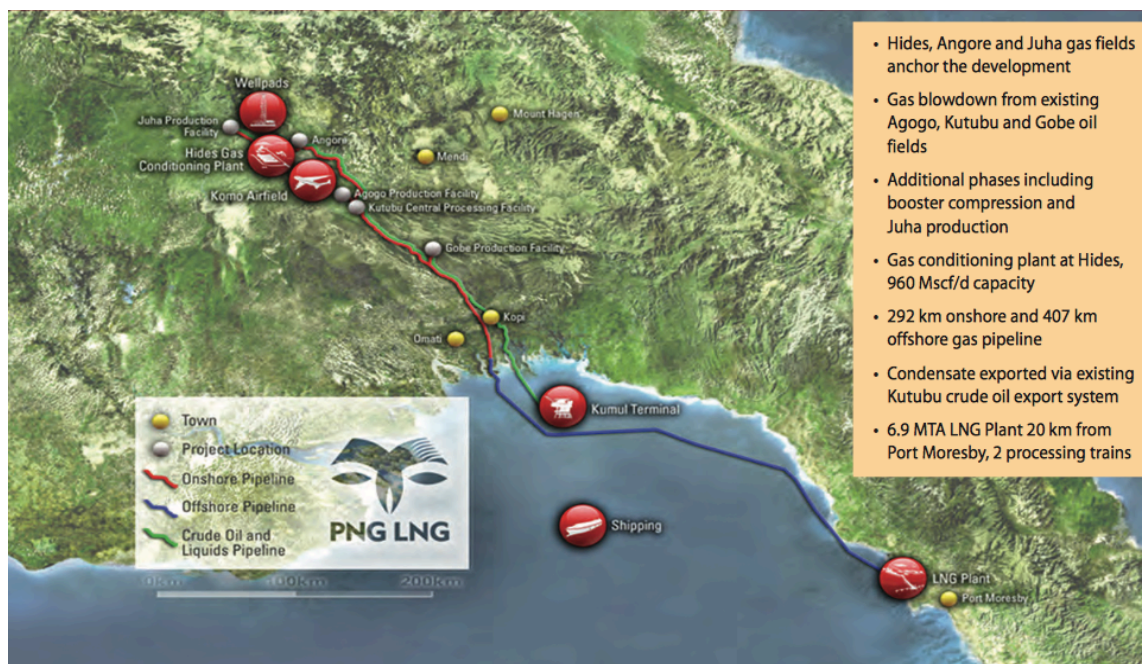 Wellpads
Juha Production
Facility
Angore
Hides Gas
Conditioning Plant
Komo Airfield
Agogo Production Facility
Kutubu Central Processing Facility
Gobe Production Facility
Mount Hagen
Mendi
Kopi
Omati
Kumul Terminal
Shipping
LNG Plant
Port Moresby
Town
Project Location
Onshore Pipeline
Offshore Pipeline
Crude Oil and
Liquids Pipeline
PNG LNG
0km
100km
200km
• Hides, Angore and Juha gas fields
anchor the development
• Gas blowdown from existing
Agogo, Kutubu and Gobe oil
fields
• Additional phases including
booster compression and
Juha production
• Gas conditioning plant at Hides,
960 Mscf/d capacity
• 292 km onshore and 407 km
offshore gas pipeline
• Condensate exported via existing
Kutubu crude oil export system
• 6.9 MTA LNG Plant 20 km from
Port Moresby, 2 processing trains